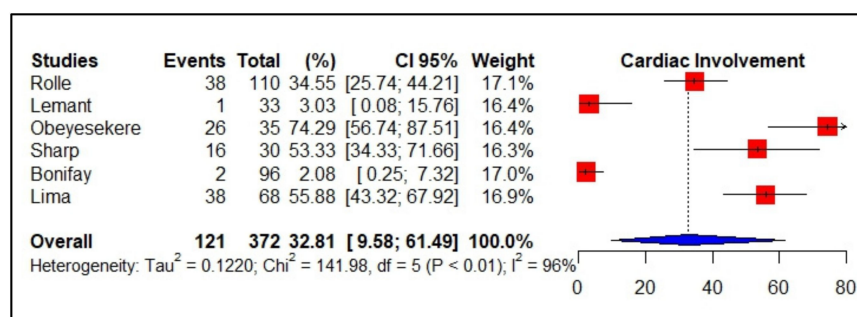 Studies Events Total (%) CI 95% Weight Cardiac Involvement
Rolle 38 110 34.55 [25.74; 44.21] 17.1%
Lemant 1 33 3.03 [ 0.08; 15.76] 16.4%
Obeyesekere 26 35 74.29 [56.74; 87.51] 16.4%
Sharp 16 30 53.33 [34.33; 71.66] 16.3%
Bonifay 2 96 2.08 [ 0.25; 7.32] 17.0%
Lima 38 68 55.88 [43.32; 67.92] 16.9%
Overall 121 372 32.81 [ 9.58; 61.49] 100.0%
Heterogeneity: Tau² = 0.1220; Chi² = 141.98, df = 5 (P < 0.01); I² = 96%
0 20 40 60 80